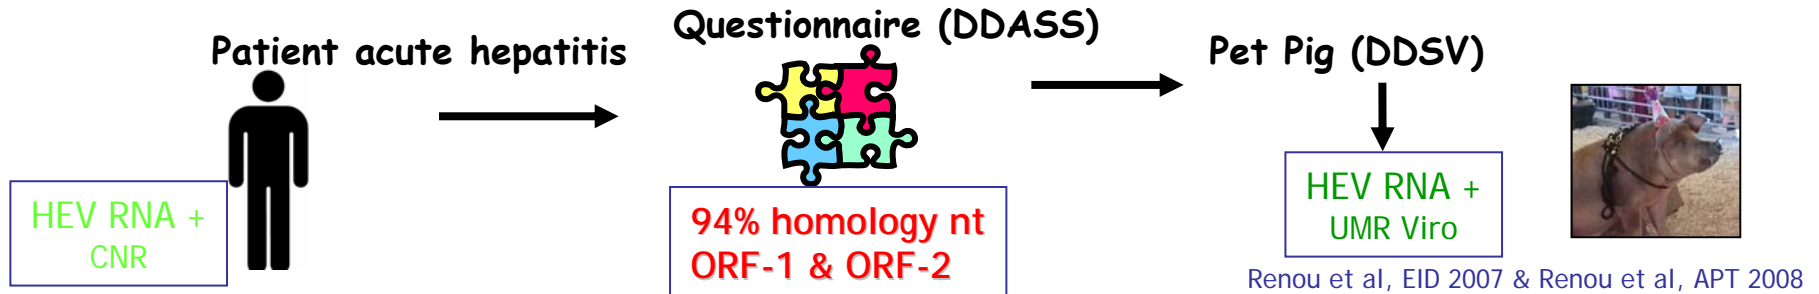 Patient acute hepatitis
HEV RNA +
CNR
Questionnaire (DDASS)
94% homology nt
ORF-1 & ORF-2
Pet Pig (DDSV)
HEV RNA +
UMR Viro
Renou et al, EID 2007 & Renou et al, APT 2008